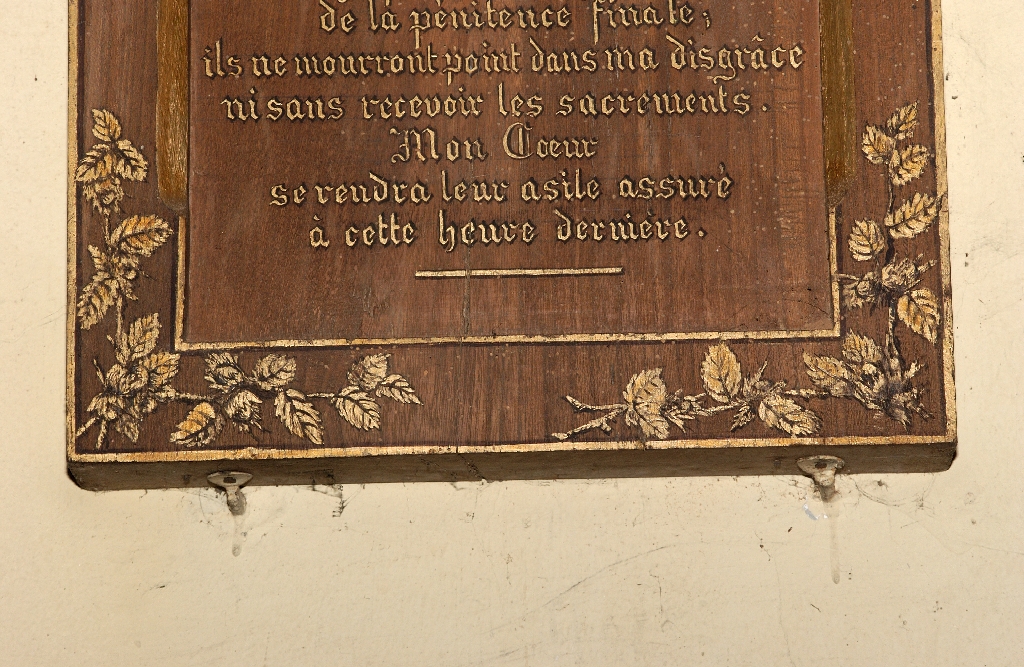 de la pénitence finale;
ils ne mourront point dans ma disgrâce
ni sans recevoir les sacrements.
Mon Cœur
se rendra leur asile assuré
à cette heure dernière.